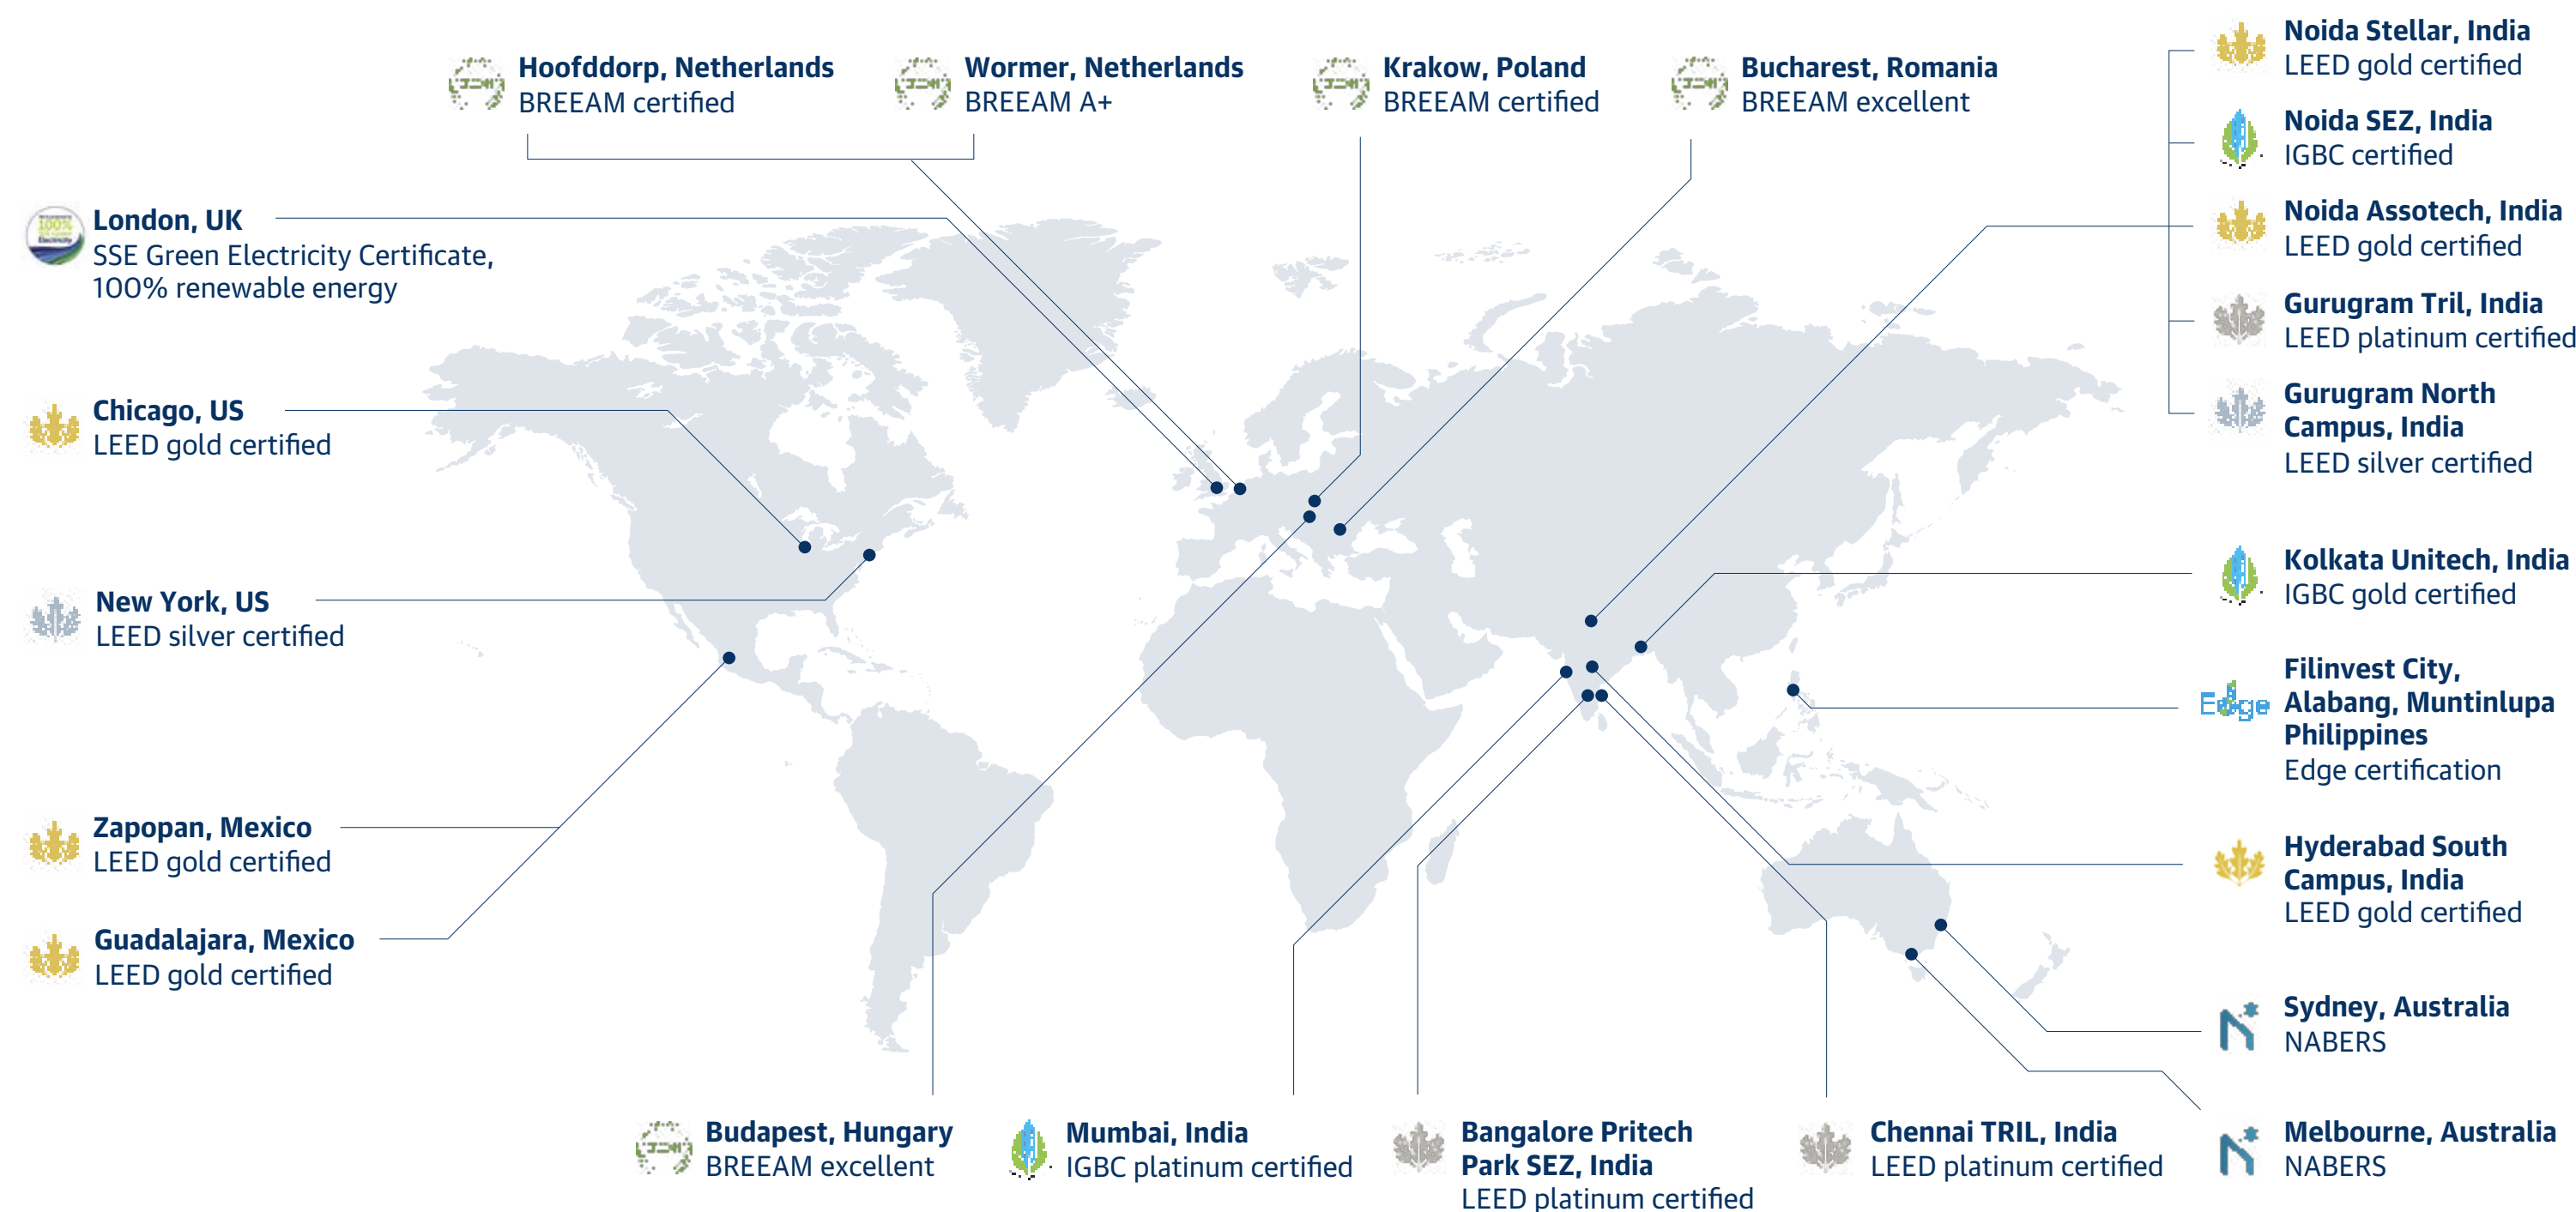 Hoofddorp, Netherlands
BREEAM certified
Wormer, Netherlands
BREEAM A+
Krakow, Poland
BREEAM certified
Bucharest, Romania
BREEAM excellent
Noida Stellar, India
LEED gold certified
Noida SEZ, India
IGBC certified
Noida Assotech, India
LEED gold certified
Gurugram Tril, India
LEED platinum certified
Gurugram North
Campus, India
LEED silver certified
100%
Electricity
London, UK
SSE Green Electricity Certificate,
100% renewable energy
Chicago, US
LEED gold certified
New York, US
LEED silver certified
Zapopan, Mexico
LEED gold certified
Guadalajara, Mexico
LEED gold certified
Kolkata Unitech, India
IGBC gold certified
Edge
Filinvest City,
Alabang, Muntinlupa
Philippines
Edge certification
Hyderabad South
Campus, India
LEED gold certified
Sydney, Australia
NABERS
Melbourne, Australia
NABERS
Budapest, Hungary
BREEAM excellent
Mumbai, India
IGBC platinum certified
Bangalore Pritech
Park SEZ, India
LEED platinum certified
Chennai TRIL, India
LEED platinum certified